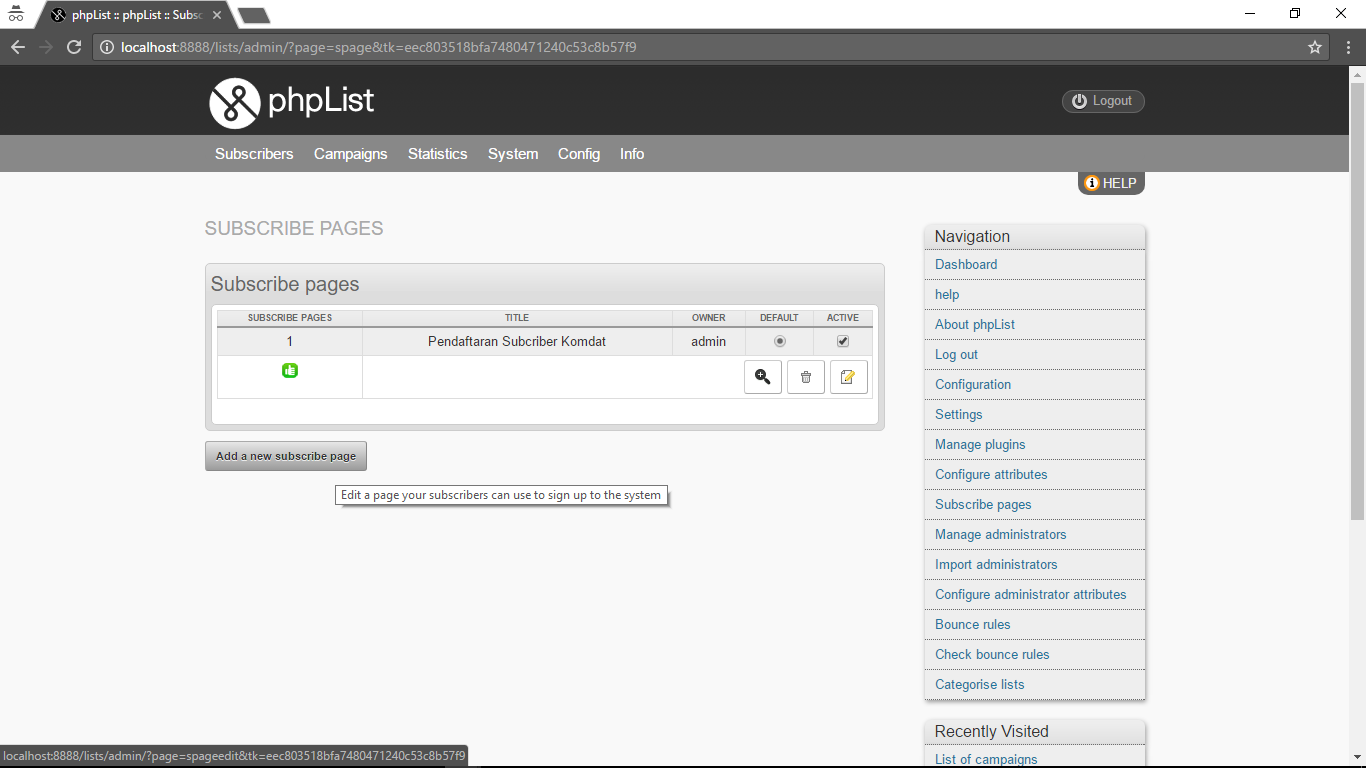 phpList :: phpList :: Subs
localhost:8888/lists/admin/?page=spage&tk=eec803518bfa7480471240c53c8b57f9
phpList
Logout
Subscribers Campaigns Statistics System Config Info
HELP
SUBSCRIBE PAGES
Subscribe pages
SUBSCRIBE PAGES TITLE OWNER DEFAULT ACTIVE
1 Pendaftaran Subcriber Komdat admin
Add a new subscribe page
Edit a page your subscribers can use to sign up to the system
Navigation
Dashboard
help
About phpList
Log out
Configuration
Settings
Manage plugins
Configure attributes
Subscribe pages
Manage administrators
Import administrators
Configure administrator attributes
Bounce rules
Check bounce rules
Categorise lists
Recently Visited
List of campaigns
localhost:8888/lists/admin/?page=spageedit&tk=eec803518bfa7480471240c53c8b57f9